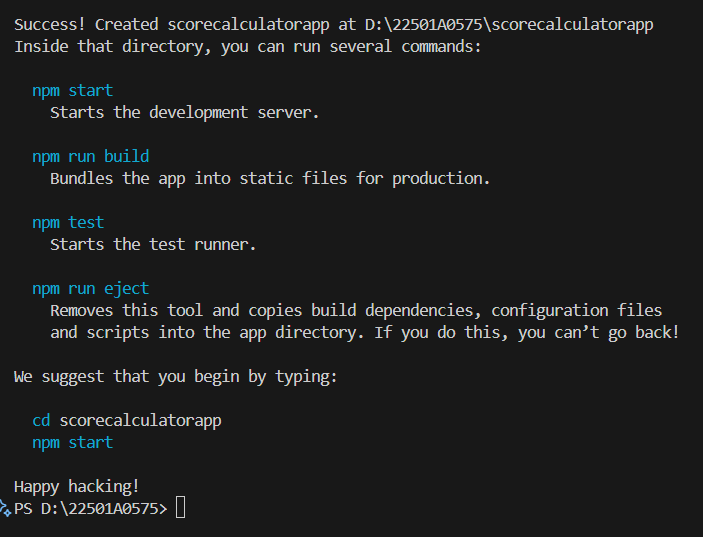 Success! Created scorecalculatorapp at D:\22501A0575\scorecalculatorapp
Inside that directory, you can run several commands:
npm start
Starts the development server.
npm run build
Bundles the app into static files for production.
npm test
Starts the test runner.
npm run eject
Removes this tool and copies build dependencies, configuration files
and scripts into the app directory. If you do this, you can’t go back!
We suggest that you begin by typing:
cd scorecalculatorapp
npm start
Happy hacking!
PS D:\22501A0575>